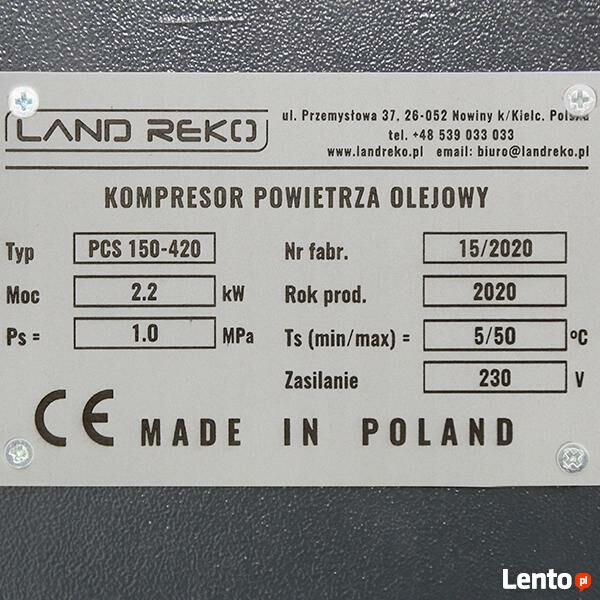 LAND REKO
ul. Przemysłowa 37, 26-052 Nowiny k/Kielc. Polska
tel. +48 539 033 033
www.landreko.pl email: biuro@landreko.pl
KOMPRESOR POWIETRZA OLEJOWY
Typ PCS 150-420 Nr fabr. 15/2020
Moc 2.2 kW Rok prod. 2020
Ps = 1.0 MPa Ts (min/max) = 5/50 °C
Zasilanie 230 V
CE MADE IN POLAND
Lento.pl